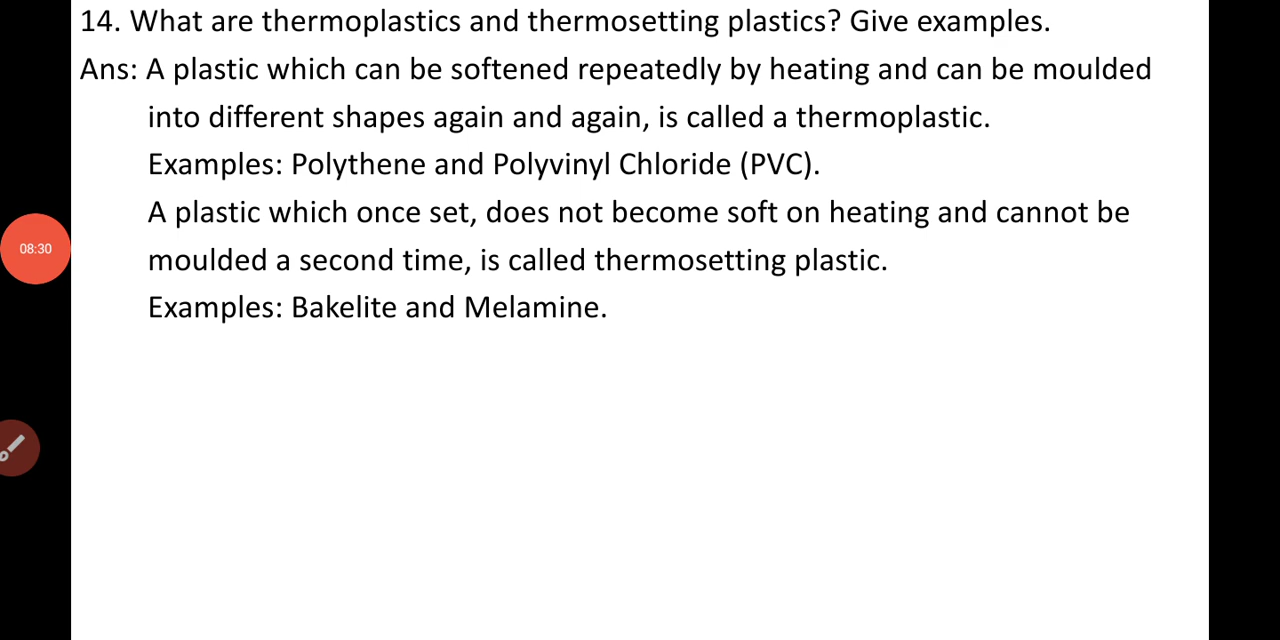 14. What are thermoplastics and thermosetting plastics? Give examples.
Ans: A plastic which can be softened repeatedly by heating and can be moulded
into different shapes again and again, is called a thermoplastic.
Examples: Polythene and Polyvinyl Chloride (PVC).
A plastic which once set, does not become soft on heating and cannot be
08:30
moulded a second time, is called thermosetting plastic.
Examples: Bakelite and Melamine.